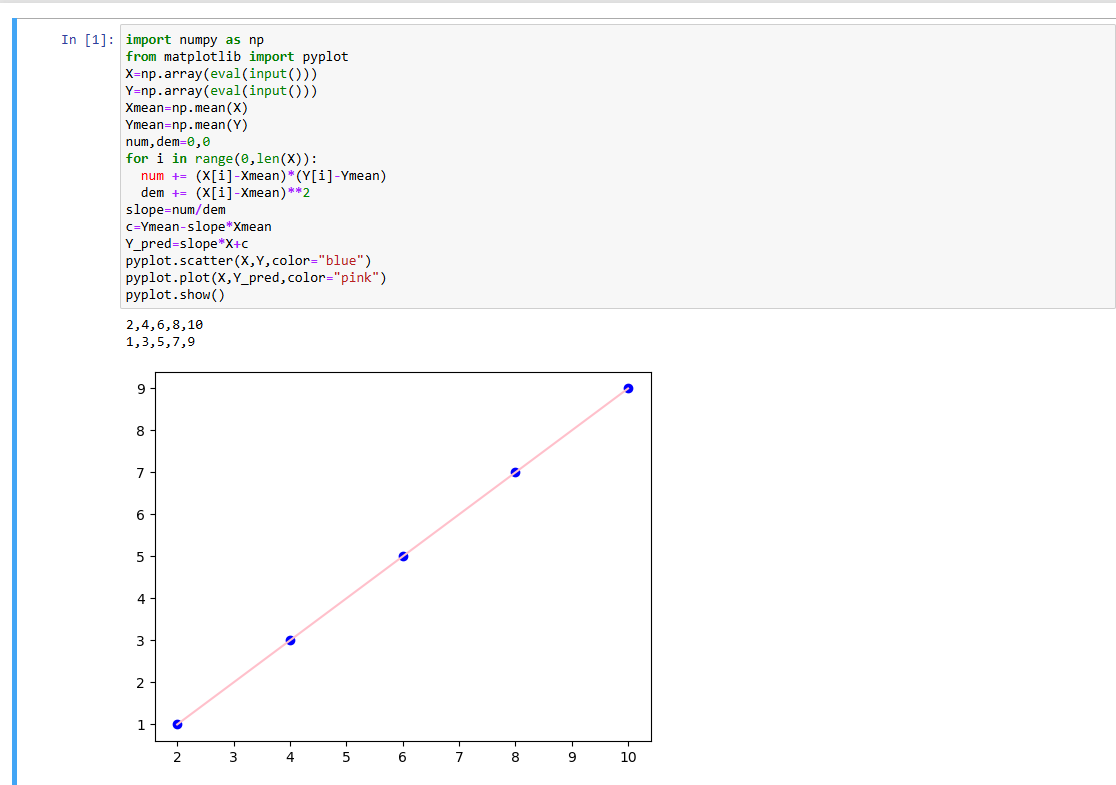 In [1]:
import numpy as np
from matplotlib import pyplot
X=np.array(eval(input()))
Y=np.array(eval(input()))
Xmean=np.mean(X)
Ymean=np.mean(Y)
num,dem=0,0
for i in range(0,len(X)):
  num += (X[i]-Xmean)*(Y[i]-Ymean)
  dem += (X[i]-Xmean)**2
slope=num/dem
c=Ymean-slope*Xmean
Y_pred=slope*X+c
pyplot.scatter(X,Y,color="blue")
pyplot.plot(X,Y_pred,color="pink")
pyplot.show()
2,4,6,8,10
1,3,5,7,9
9
8
7
6
5
4
3
2
1
2 3 4 5 6 7 8 9 10